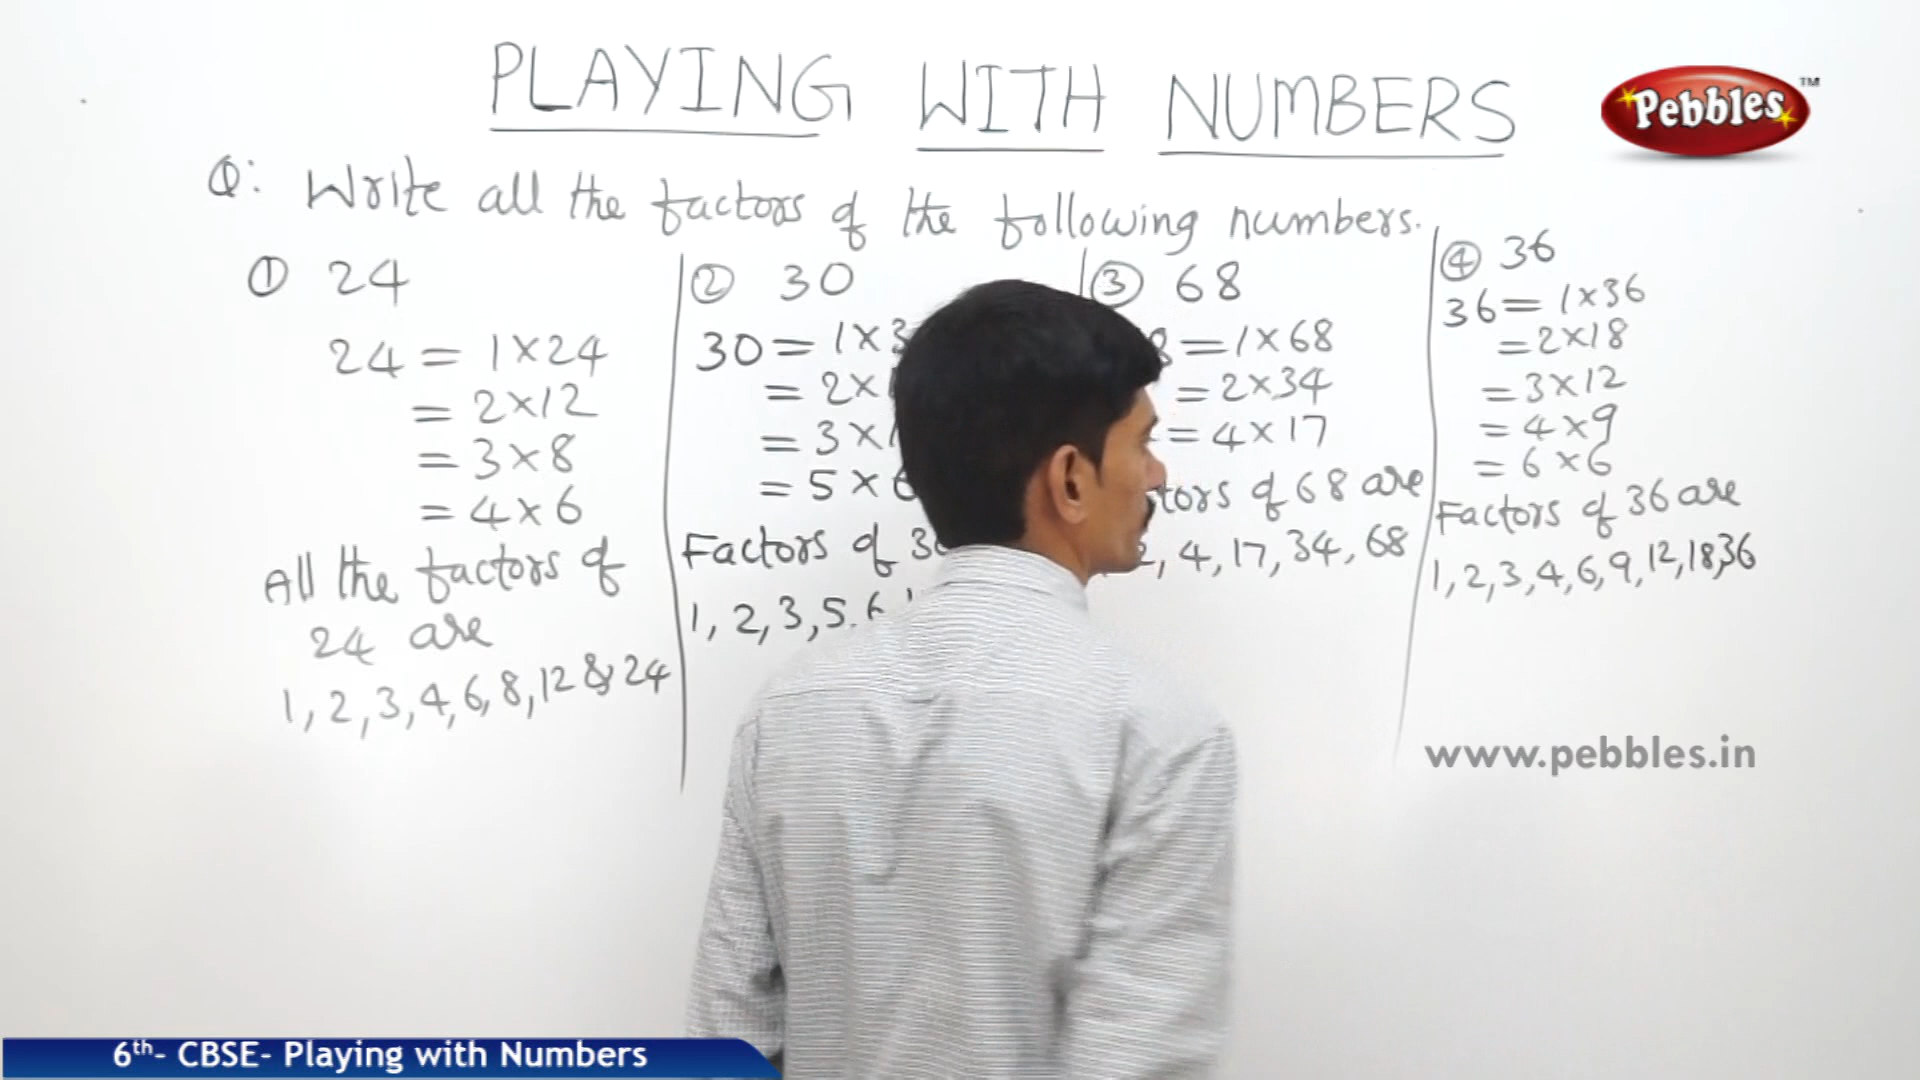 PLAYING WITH NUMBERS
Pebbles™
Q: Write all the factors of the following numbers.
① 24
24 = 1×24
= 2×12
= 3×8
= 4×6
All the factors of
24 are
1, 2, 3, 4, 6, 8, 12 & 24
② 30
30 = 1×3
= 2×
= 3×1
= 5×6
Factors of 30
1, 2, 3, 5, 6
③ 68
8 = 1×68
= 2×34
= 4×17
tors of 68 are
2, 4, 17, 34, 68
④ 36
36 = 1×36
= 2×18
= 3×12
= 4×9
= 6×6
Factors of 36 are
1, 2, 3, 4, 6, 9, 12, 18, 36
www.pebbles.in
6th- CBSE- Playing with Numbers